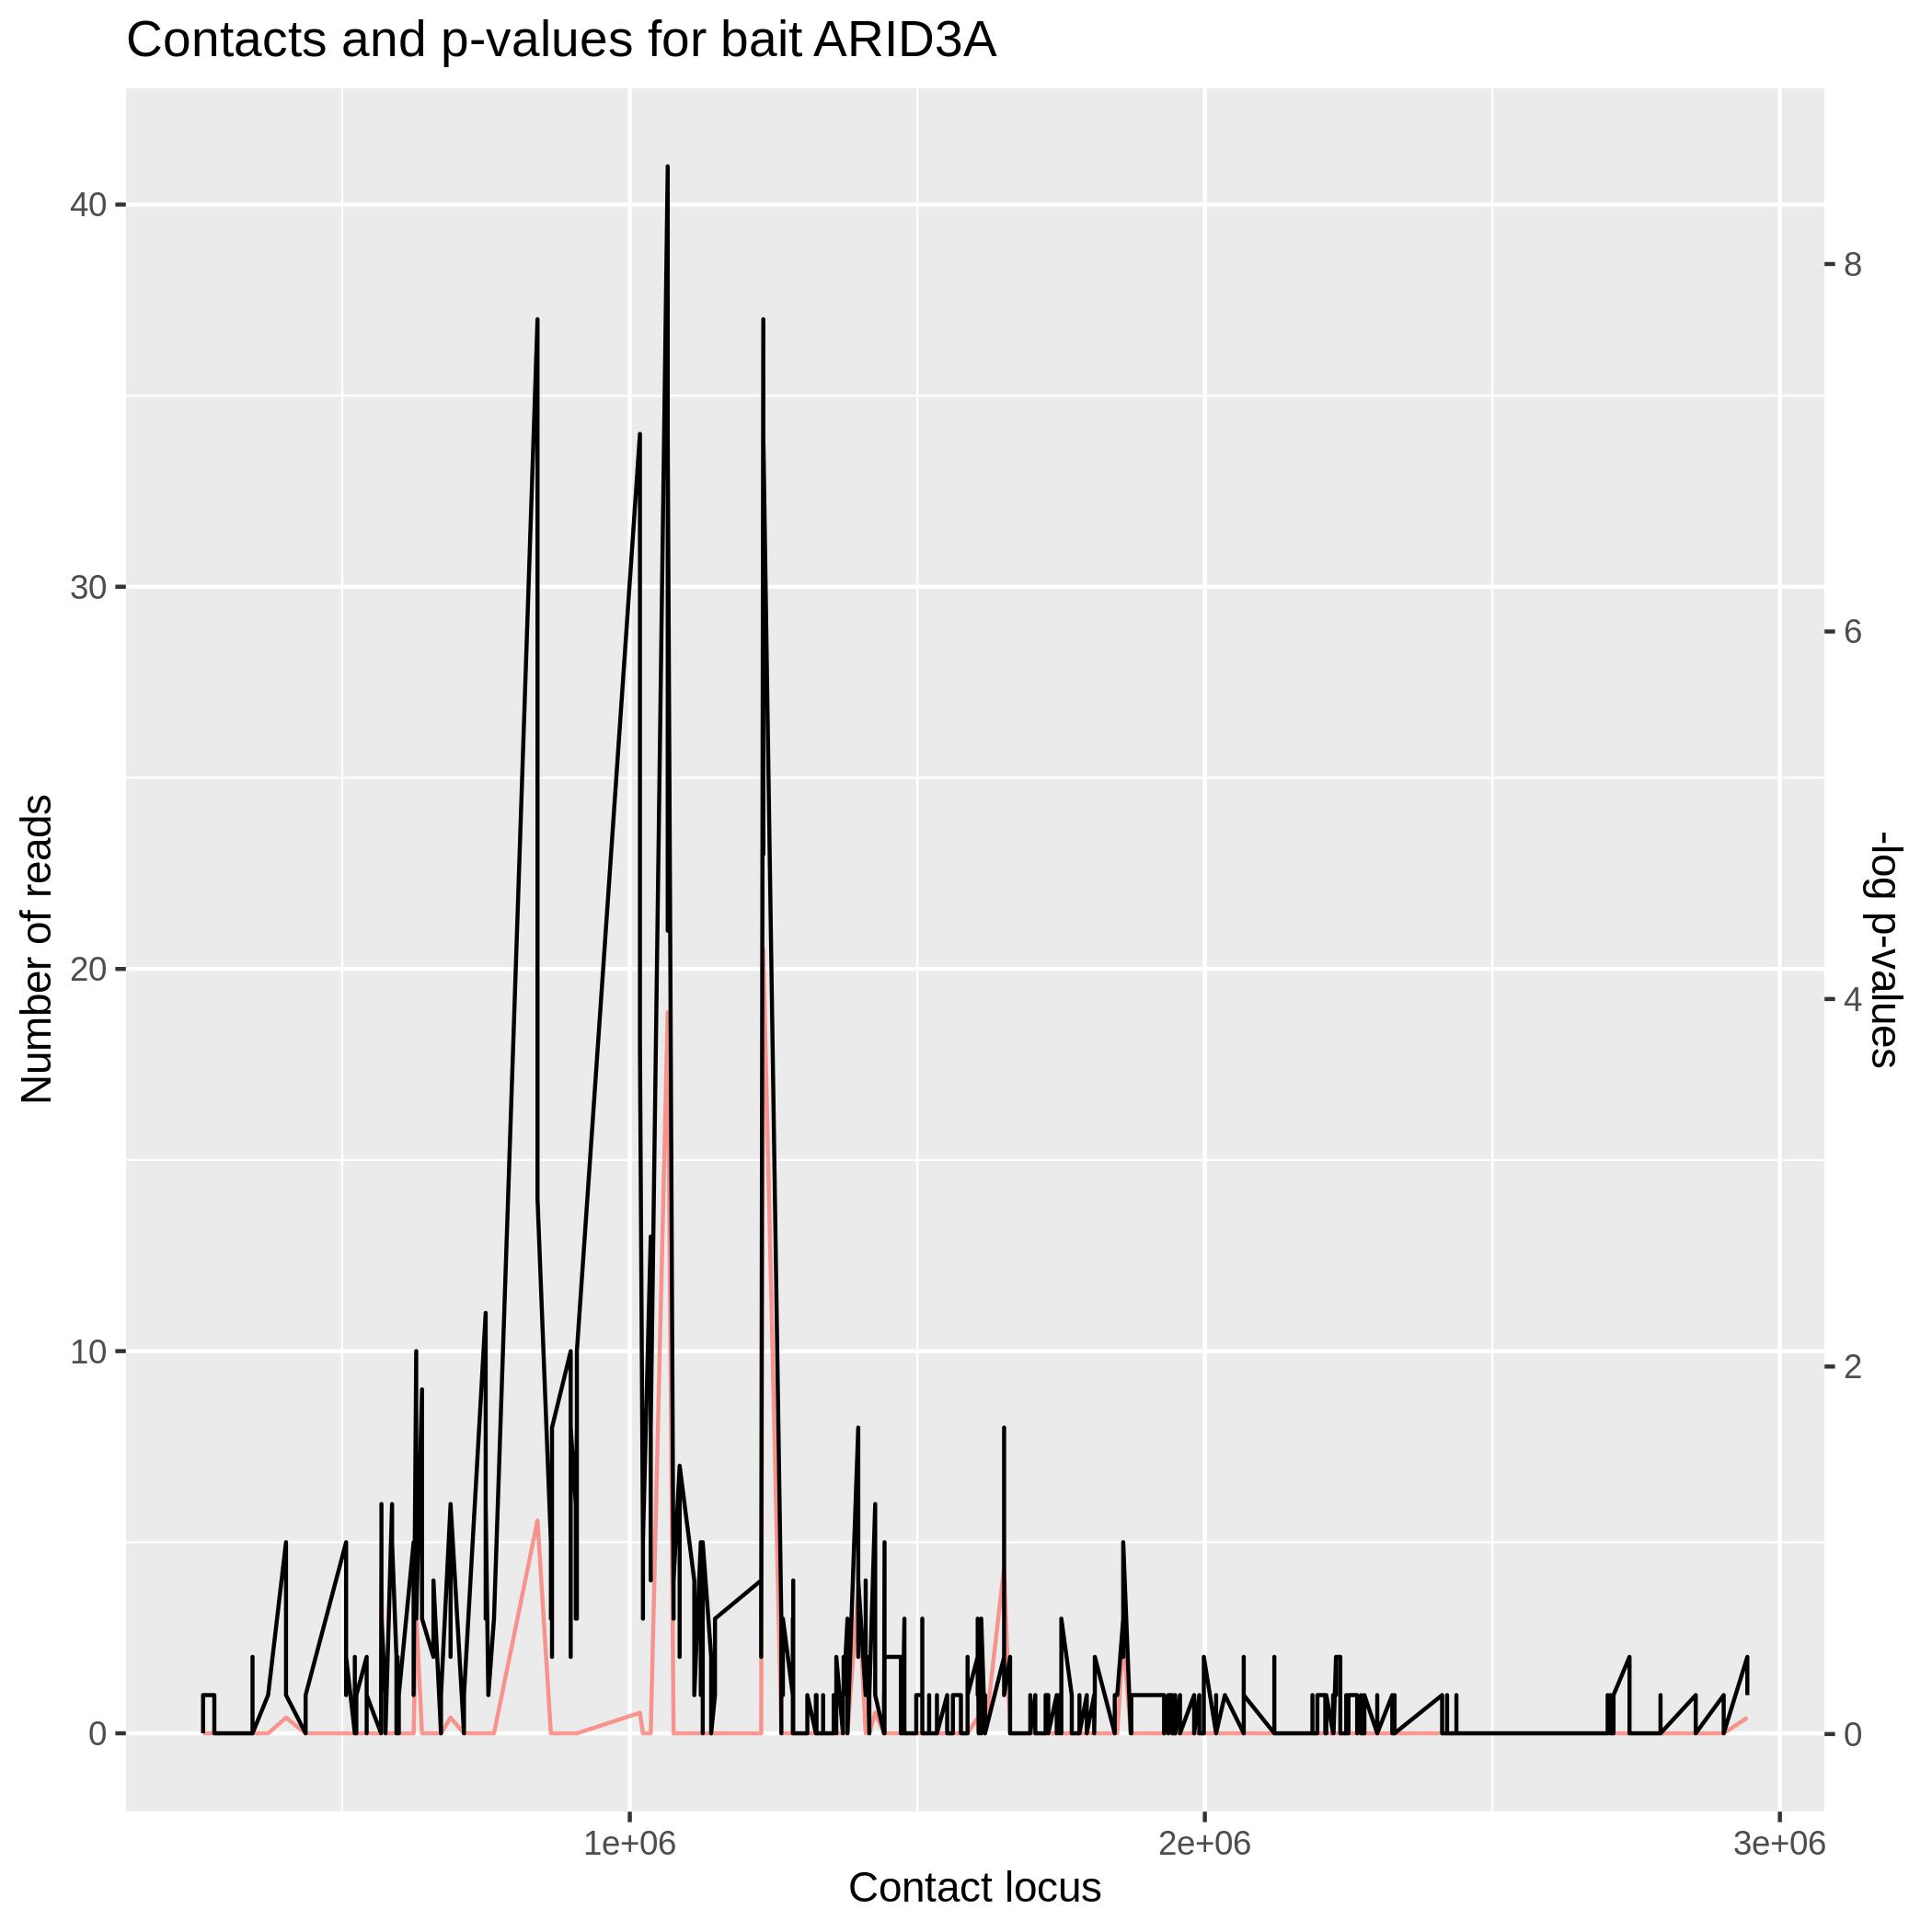 Contacts and p-values for bait ARID3A
40
30
20
10
0
Number of reads
8
6
4
2
0
-log p-values
1e+06
2e+06
3e+06
Contact locus